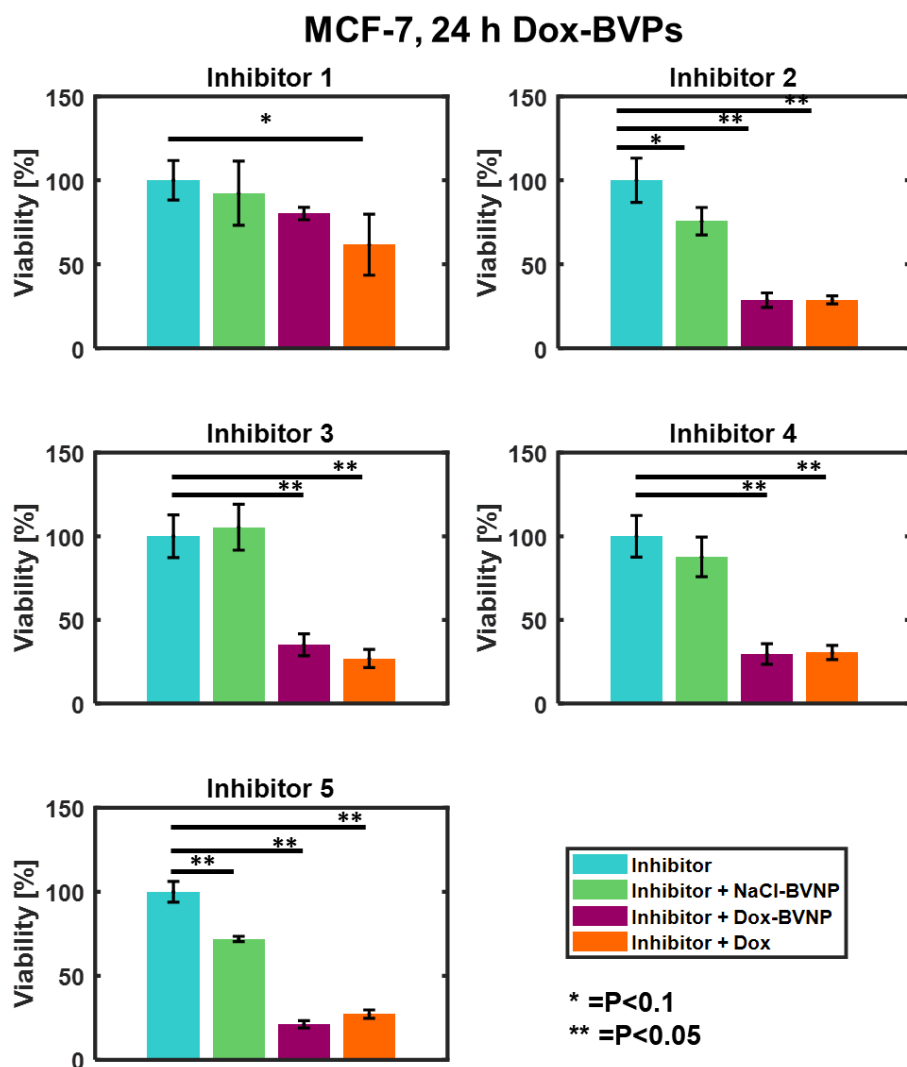 MCF-7, 24 h Dox-BVPs
Inhibitor 1
Viability [%]
150
100
50
0
*
Inhibitor 2
Viability [%]
150
100
50
0
**
**
*
Inhibitor 3
Viability [%]
150
100
50
0
**
**
Inhibitor 4
Viability [%]
150
100
50
0
**
**
Inhibitor 5
Viability [%]
150
100
50
0
**
**
**
Inhibitor
Inhibitor + NaCl-BVNP
Inhibitor + Dox-BVNP
Inhibitor + Dox
* =P<0.1
** =P<0.05